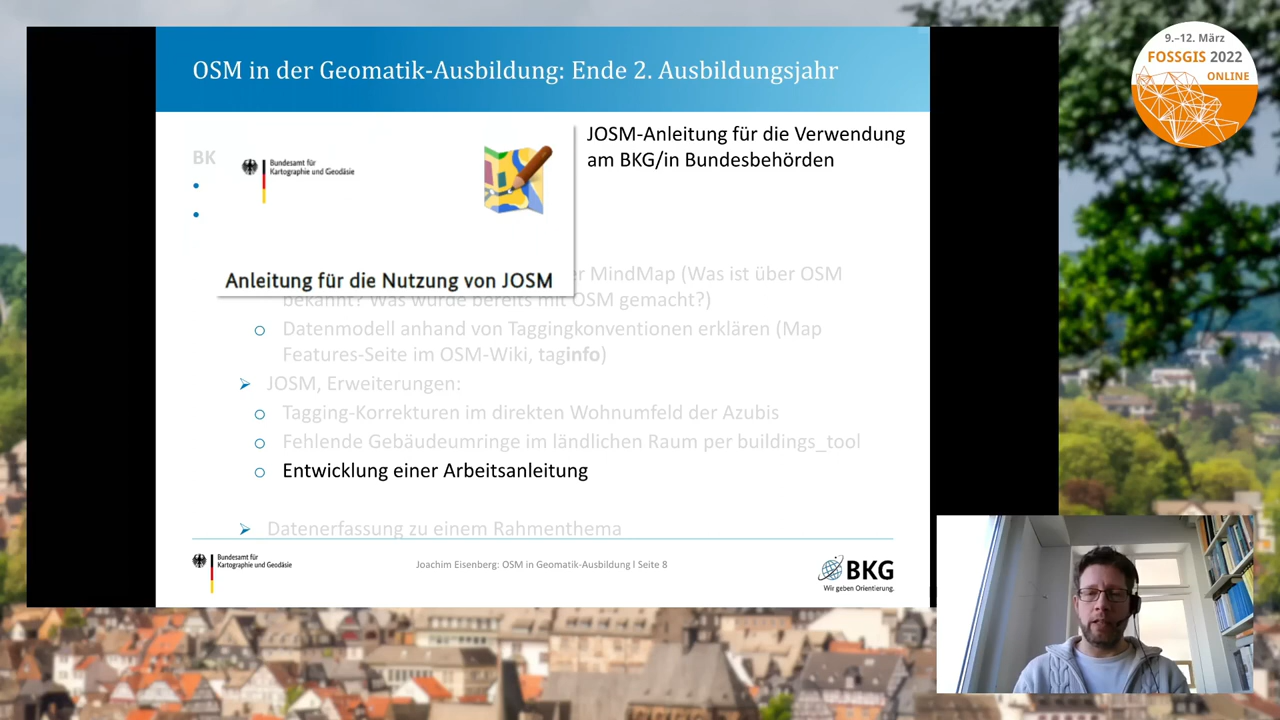 9.–12. März
FOSSGIS 2022
ONLINE
OSM in der Geomatik-Ausbildung: Ende 2. Ausbildungsjahr
JOSM-Anleitung für die Verwendung
am BKG/in Bundesbehörden
BK
Bundesamt für
Kartographie und Geodäsie
Anleitung für die Nutzung von JOSM
er MindMap (Was ist über OSM
bekannt? Was wurde bereits mit OSM gemacht?)
Datenmodell anhand von Taggingkonventionen erklären (Map
Features-Seite im OSM-Wiki, taginfo)
JOSM, Erweiterungen:
Tagging-Korrekturen im direkten Wohnumfeld der Azubis
Fehlende Gebäudeumringe im ländlichen Raum per buildings_tool
Entwicklung einer Arbeitsanleitung
Datenerfassung zu einem Rahmenthema
Bundesamt für
Kartographie und Geodäsie
Joachim Eisenberg: OSM in Geomatik-Ausbildung I Seite 8
BKG
Wir geben Orientierung.